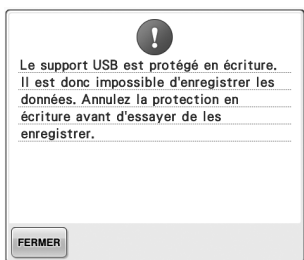 Le support USB est protégé en écriture.
Il est donc impossible d'enregistrer les
données. Annulez la protection en
écriture avant d'essayer de les
enregistrer.
FERMER